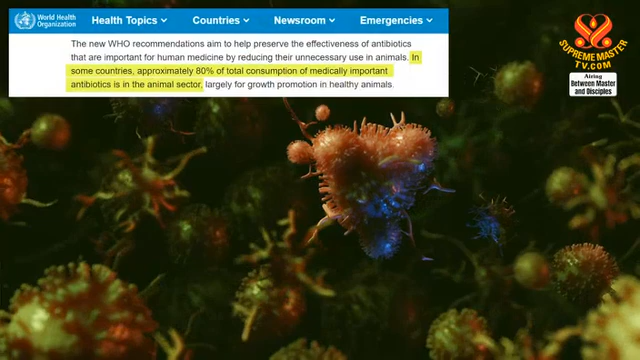 World Health
Organization
Health Topics
Countries
Newsroom
Emergencies
The new WHO recommendations aim to help preserve the effectiveness of antibiotics
that are important for human medicine by reducing their unnecessary use in animals. In
some countries, approximately 80% of total consumption of medically important
antibiotics is in the animal sector, largely for growth promotion in healthy animals.
SUPREME MASTER
TV.COM
Airing
Between Master
and Disciples